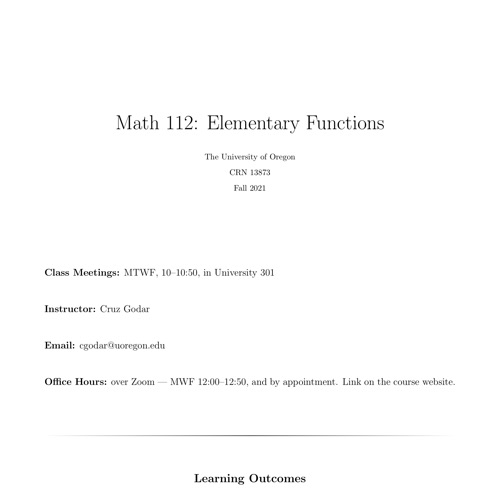 Math 112: Elementary Functions
The University of Oregon
CRN 13873
Fall 2021
Class Meetings: MTWF, 10–10:50, in University 301
Instructor: Cruz Godar
Email: cgodar@uoregon.edu
Office Hours: over Zoom — MWF 12:00–12:50, and by appointment. Link on the course website.
Learning Outcomes